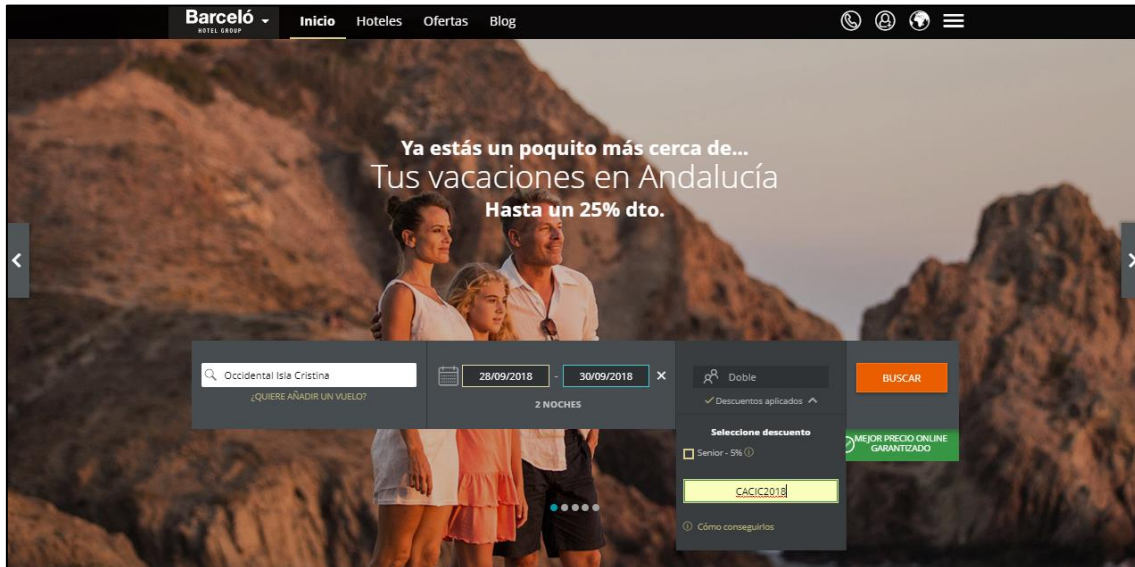 Barceló
HOTEL GROUP
Inicio Hoteles Ofertas Blog
Ya estás un poquito más cerca de...
Tus vacaciones en Andalucía
Hasta un 25% dto.
Occidental Isla Cristina
¿QUIERE AÑADIR UN VUELO?
28/09/2018 - 30/09/2018
2 NOCHES
Doble
Descuentos aplicados
BUSCAR
Seleccione descuento
Senior - 5%
CACIC2018
Cómo conseguirlos
MEJOR PRECIO ONLINE
GARANTIZADO